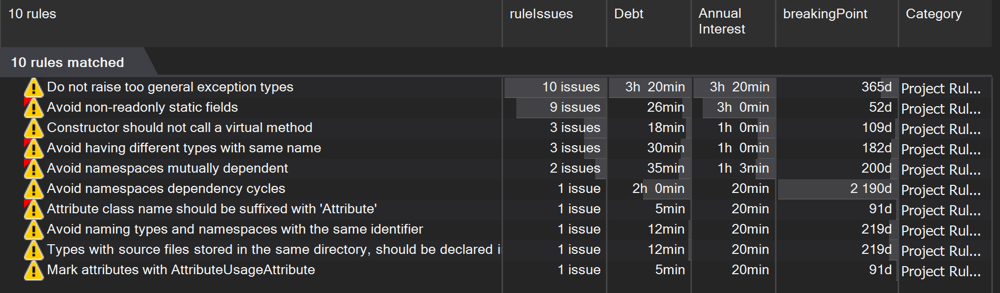 10 rules ruleIssues Debt Annual Interest breakingPoint Category
10 rules matched
Do not raise too general exception types 10 issues 3h 20min 3h 20min 365d Project Rul...
Avoid non-readonly static fields 9 issues 26min 3h 0min 52d Project Rul...
Constructor should not call a virtual method 3 issues 18min 1h 0min 109d Project Rul...
Avoid having different types with same name 3 issues 30min 1h 0min 182d Project Rul...
Avoid namespaces mutually dependent 2 issues 35min 1h 3min 200d Project Rul...
Avoid namespaces dependency cycles 1 issue 2h 0min 20min 2 190d Project Rul...
Attribute class name should be suffixed with 'Attribute' 1 issue 5min 20min 91d Project Rul...
Avoid naming types and namespaces with the same identifier 1 issue 12min 20min 219d Project Rul...
Types with source files stored in the same directory, should be declared 1 issue 12min 20min 219d Project Rul...
Mark attributes with AttributeUsageAttribute 1 issue 5min 20min 91d Project Rul...